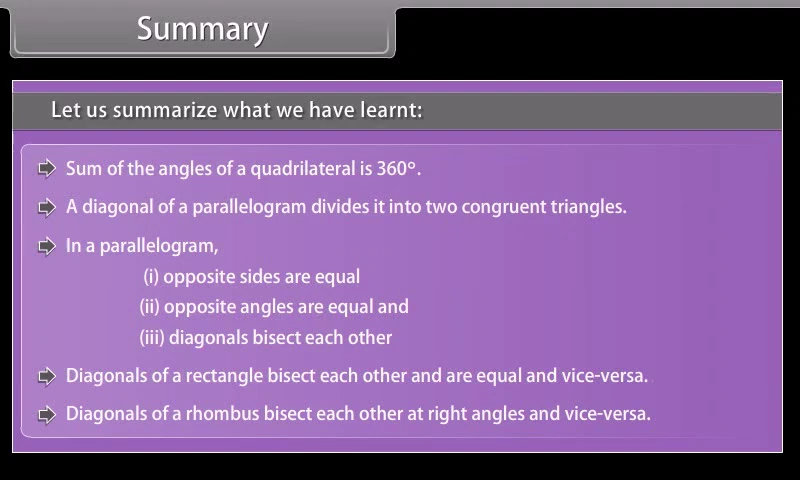 Summary
Let us summarize what we have learnt:
Sum of the angles of a quadrilateral is 360º.
A diagonal of a parallelogram divides it into two congruent triangles.
In a parallelogram,
(i) opposite sides are equal
(ii) opposite angles are equal and
(iii) diagonals bisect each other
Diagonals of a rectangle bisect each other and are equal and vice-versa.
Diagonals of a rhombus bisect each other at right angles and vice-versa.